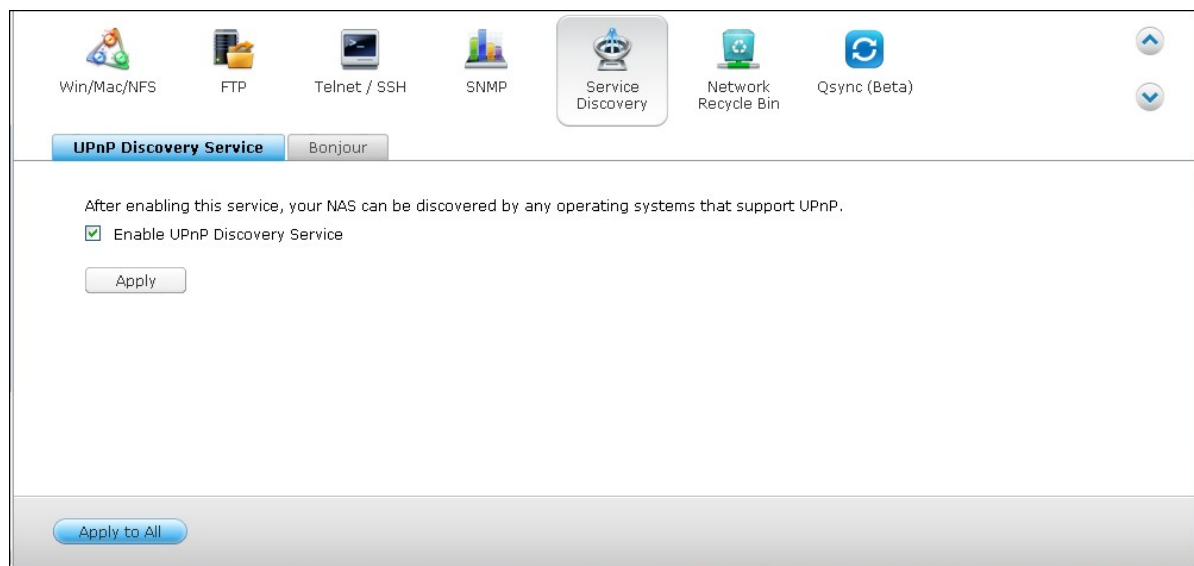 Win/Mac/NFS
FTP
Telnet / SSH
SNMP
Service
Discovery
Network
Recycle Bin
Qsync (Beta)
UPnP Discovery Service
Bonjour
After enabling this service, your NAS can be discovered by any operating systems that support UPnP.
Enable UPnP Discovery Service
Apply
Apply to All